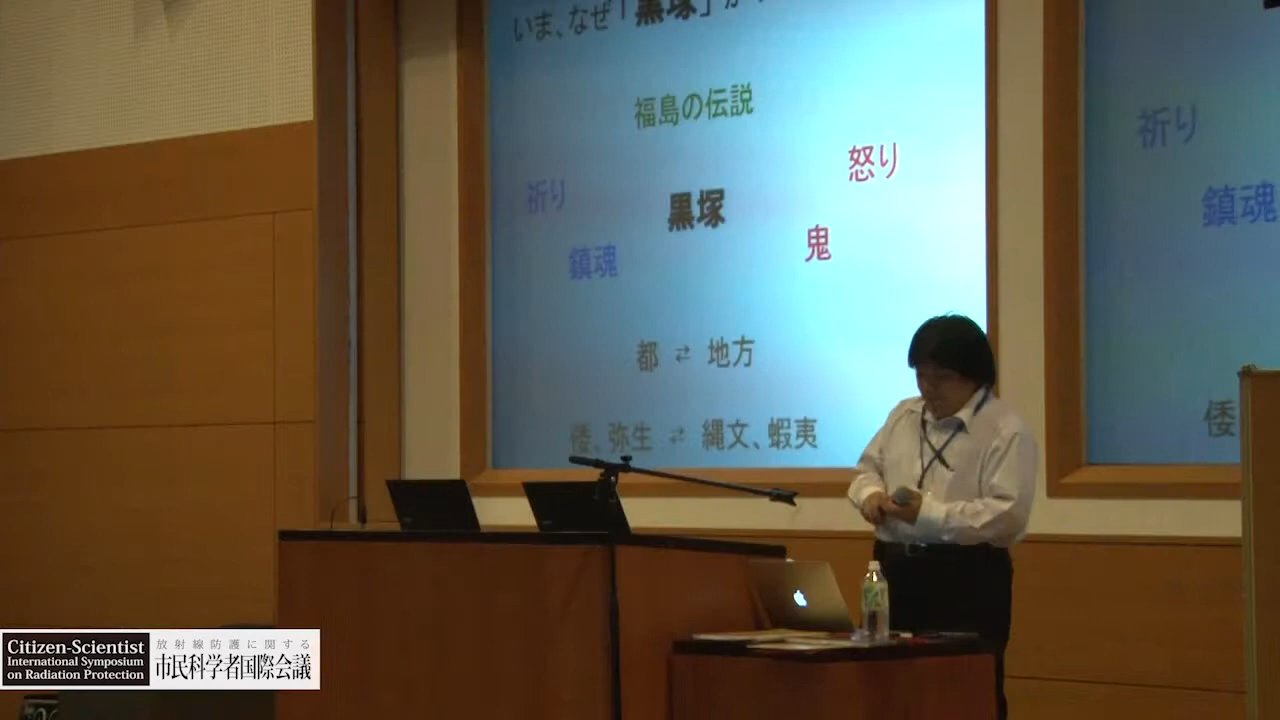 いま、なぜ「黒塚」か
福島の伝説
怒り
祈り
黒塚
鬼
鎮魂
都 ⇄ 地方
倭、弥生 ⇄ 縄文、蝦夷
祈り
鎮魂
倭
Citizen-Scientist
International Symposium
on Radiation Protection
放射線防護に関する
市民科学者国際会議